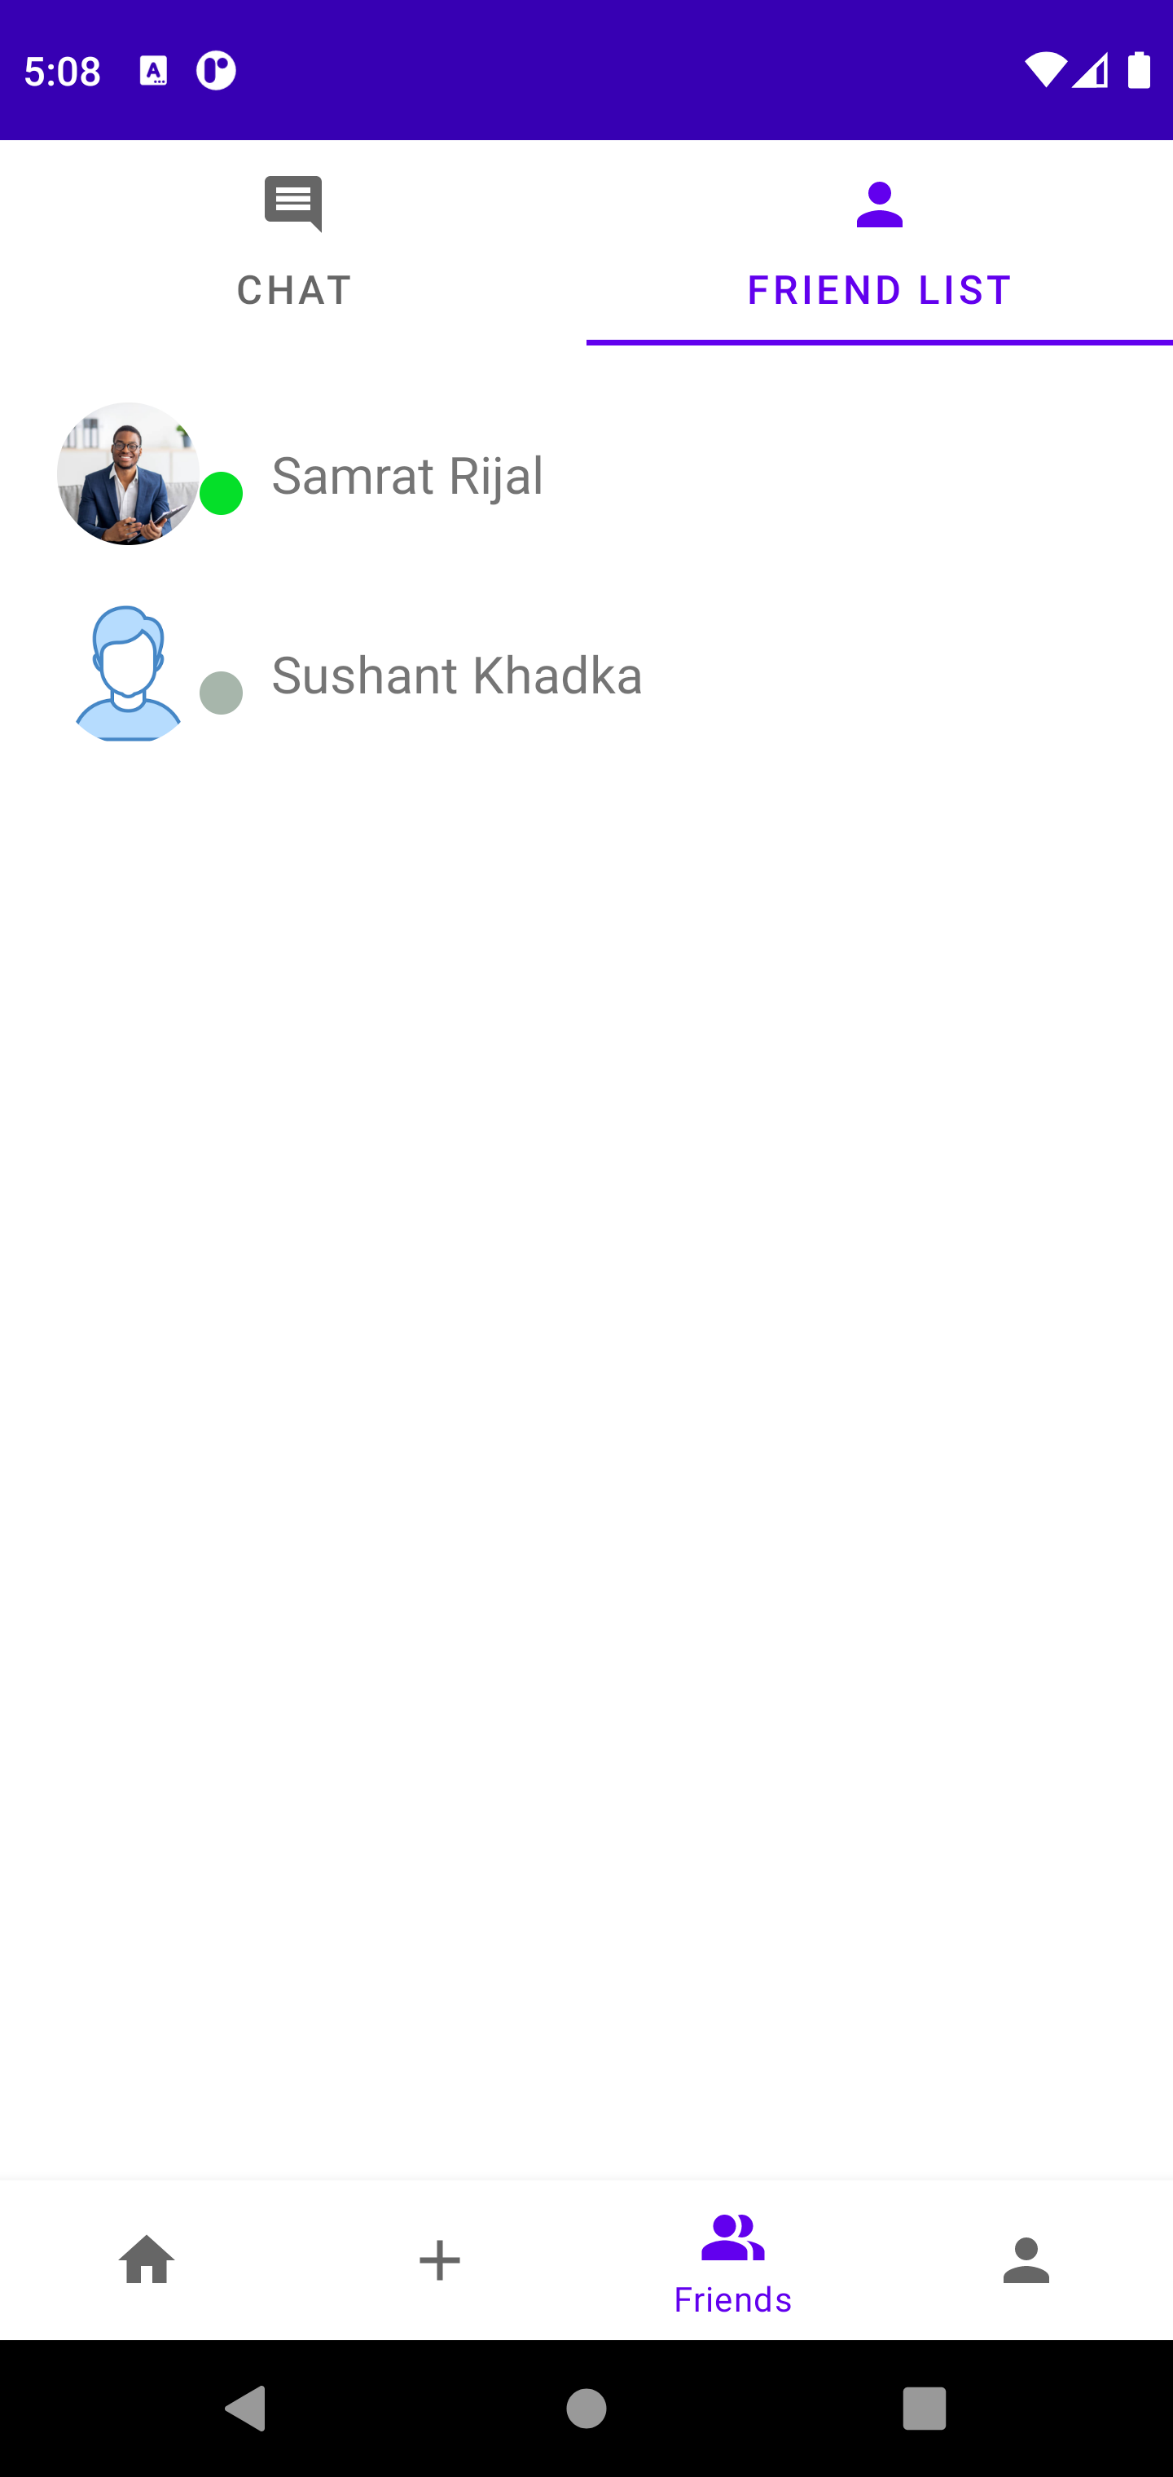 5:08
CHAT
FRIEND LIST
Samrat Rijal
Sushant Khadka
Friends